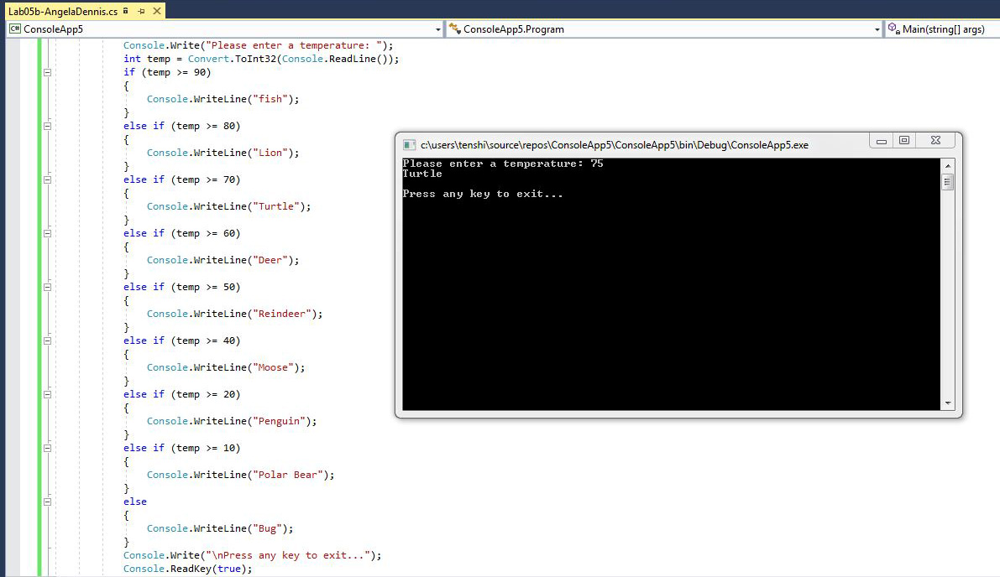 Lab05b-AngelaDennis.cs
C# ConsoleApp5
ConsoleApp5.Program
Main(string[] args)
Console.Write("Please enter a temperature: ");
int temp = Convert.ToInt32(Console.ReadLine());
if (temp >= 90)
{
Console.WriteLine("fish");
}
else if (temp >= 80)
{
Console.WriteLine("Lion");
}
else if (temp >= 70)
{
Console.WriteLine("Turtle");
}
else if (temp >= 60)
{
Console.WriteLine("Deer");
}
else if (temp >= 50)
{
Console.WriteLine("Reindeer");
}
else if (temp >= 40)
{
Console.WriteLine("Moose");
}
else if (temp >= 20)
{
Console.WriteLine("Penguin");
}
else if (temp >= 10)
{
Console.WriteLine("Polar Bear");
}
else
{
Console.WriteLine("Bug");
}
Console.Write("\nPress any key to exit...");
Console.ReadKey(true);
c:\users\tenshi\source\repos\ConsoleApp5\ConsoleApp5\bin\Debug\ConsoleApp5.exe
Please enter a temperature: 75
Turtle
Press any key to exit...